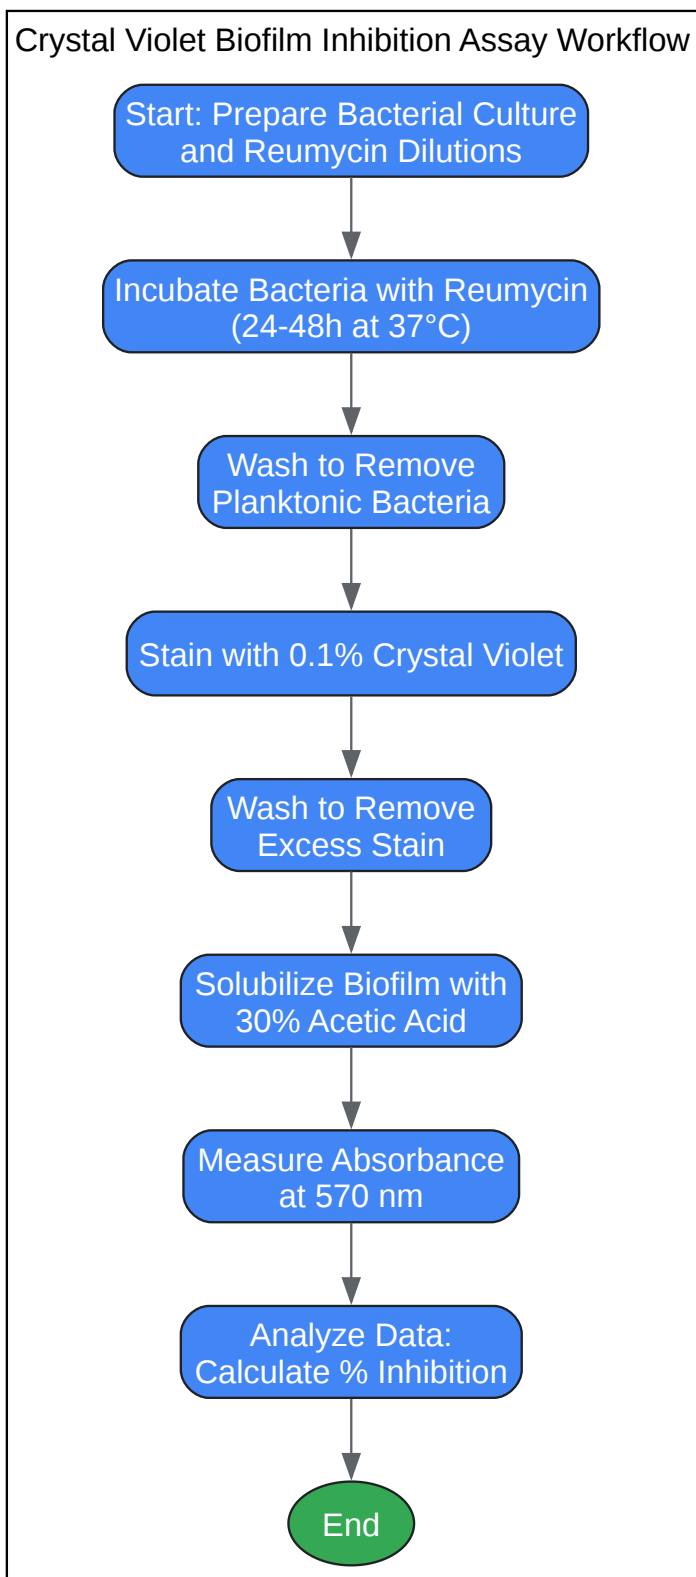 Crystal Violet Biofilm Inhibition Assay Workflow
Start: Prepare Bacterial Culture
and Reumycin Dilutions
Incubate Bacteria with Reumycin
(24-48h at 37°C)
Wash to Remove
Planktonic Bacteria
Stain with 0.1% Crystal Violet
Wash to Remove
Excess Stain
Solubilize Biofilm with
30% Acetic Acid
Measure Absorbance
at 570 nm
Analyze Data:
Calculate % Inhibition
End